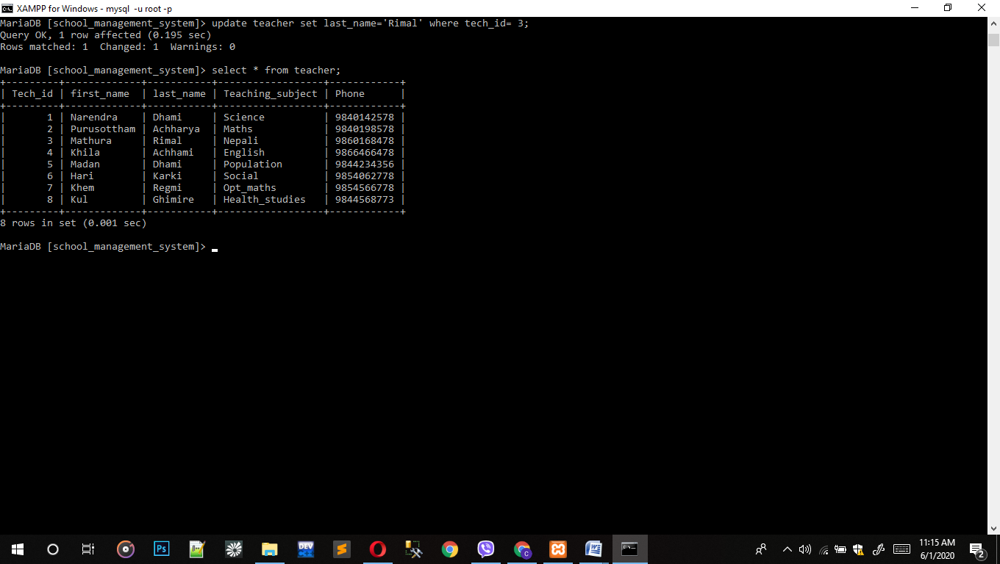 XAMPP for Windows - mysql -u root -p
MariaDB [school_management_system]> update teacher set last_name='Rimal' where tech_id= 3;
Query OK, 1 row affected (0.195 sec)
Rows matched: 1  Changed: 1  Warnings: 0
MariaDB [school_management_system]> select * from teacher;
+---------+-------------+-----------+------------------+------------+
| Tech_id | first_name  | last_name | Teaching_subject | Phone      |
+---------+-------------+-----------+------------------+------------+
|       1 | Narendra    | Dhami     | Science          | 9840142578 |
|       2 | Purusottham | Achharya  | Maths            | 9840198578 |
|       3 | Mathura     | Rimal     | Nepali           | 9860168478 |
|       4 | Khila       | Achhami   | English          | 9866466478 |
|       5 | Madan       | Dhami     | Population       | 9844234356 |
|       6 | Hari        | Karki     | Social           | 9854062778 |
|       7 | Khem        | Regmi     | Opt_maths        | 9854566778 |
|       8 | Kul         | Ghimire   | Health_studies   | 9844568773 |
+---------+-------------+-----------+------------------+------------+
8 rows in set (0.001 sec)
MariaDB [school_management_system]>
Ps
DEV
C
W
11:15 AM
6/1/2020
2